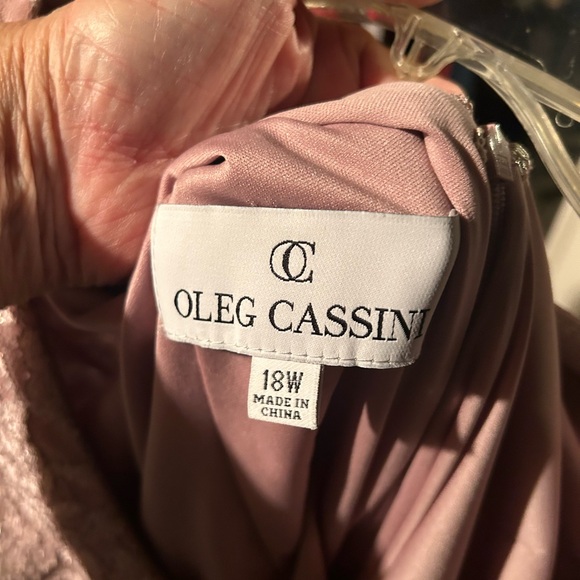 OC
OLEG CASSINI
18W
MADE IN
CHINA